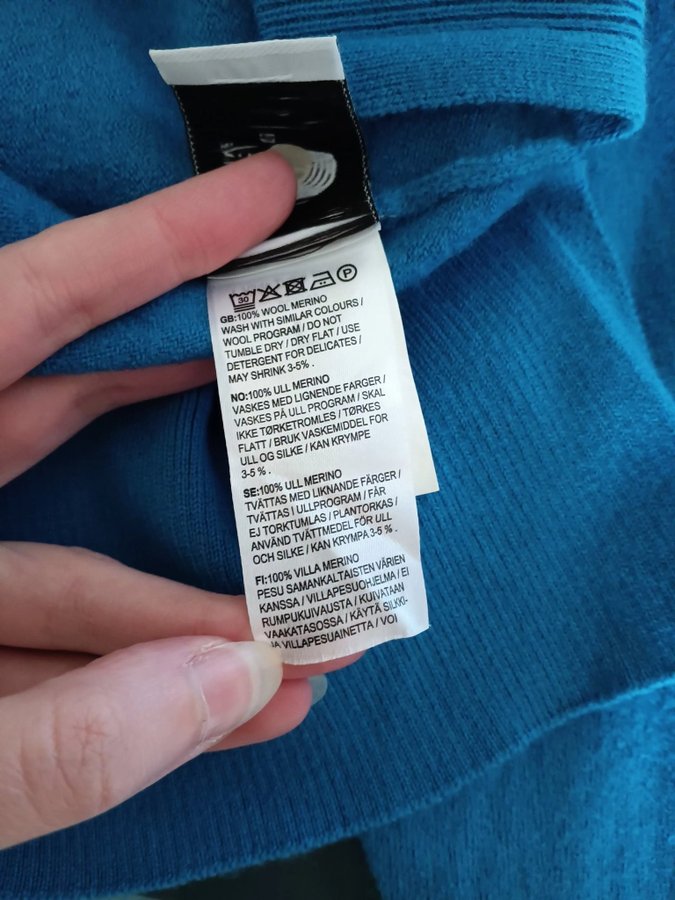 30 P
GB:100% WOOL MERINO
WASH WITH SIMILAR COLOURS /
WOOL PROGRAM / DO NOT
TUMBLE DRY / DRY FLAT / USE
DETERGENT FOR DELICATES /
MAY SHRINK 3-5% .
NO:100% ULL MERINO
VASKES MED LIGNENDE FARGER /
VASKES PÅ ULL PROGRAM / SKAL
IKKE TØRKETROMLES / TØRKES
FLATT / BRUK VASKEMIDDEL FOR
ULL OG SILKE / KAN KRYMPE
3-5% .
SE:100% ULL MERINO
TVÄTTAS MED LIKNANDE FÄRGER /
TVÄTTAS I ULLPROGRAM / FÅR
EJ TORKTUMLAS / PLANTORKAS /
ANVÄND TVÄTTMEDEL FÖR ULL
OCH SILKE / KAN KRYMPA 3-5% .
FI:100% VILLA MERINO
PESU SAMANKALTAISTEN VÄRIEN
KANSSA / VILLAPESUOHJELMA / EI
RUMPUKUIVAUSTA / KUIVATAAN
VAAKATASOSSA / KÄYTÄ SILKKI-
JA VILLAPESUAINETTA / VOI